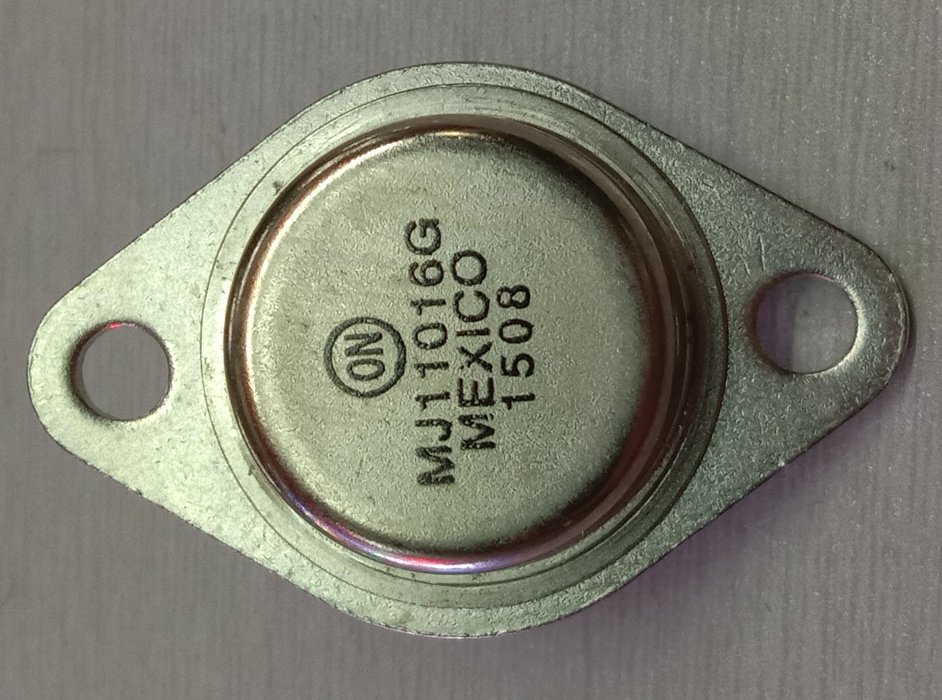 ON
MJ11016G
MEXICO
1508